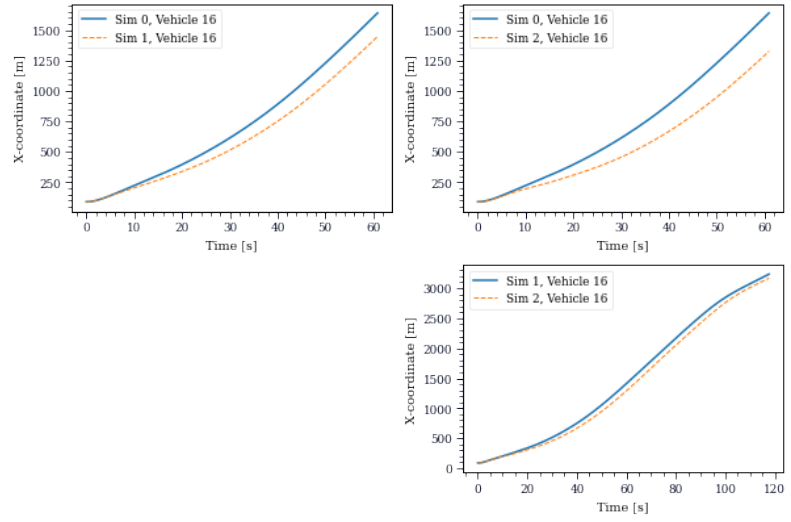 Sim 0, Vehicle 16
Sim 1, Vehicle 16
X-coordinate [m]
1500
1250
1000
750
500
250
0 10 20 30 40 50 60
Time [s]
Sim 0, Vehicle 16
Sim 2, Vehicle 16
X-coordinate [m]
1500
1250
1000
750
500
250
0 10 20 30 40 50 60
Time [s]
Sim 1, Vehicle 16
Sim 2, Vehicle 16
X-coordinate [m]
3000
2500
2000
1500
1000
500
0
0 20 40 60 80 100 120
Time [s]